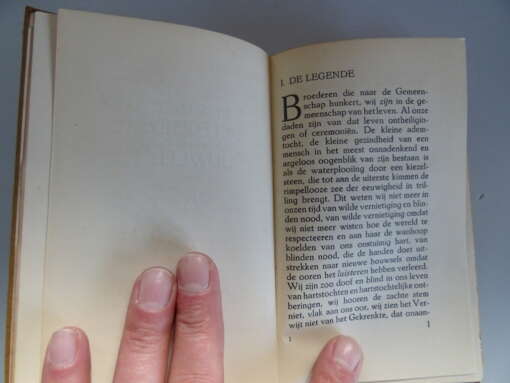 I. DE LEGENDE
Broederen die naar de Gemeen-
schap hunkert, wij zijn in de ge-
meenschap van het leven. Al onze
daden zijn van dat leven ontheiligin-
gen of ceremoniën. De kleine adem-
tocht, de kleine gezindheid van een
mensch in het meest onnadenkend en
argeloos oogenblik van zijn bestaan is
als de waterplooiing door een kiezel-
steen, die tot aan de uiterste kimmen de
rimpellooze zee der eeuwigheid in tril-
ling brengt. Dit weten wij niet meer in
onzen tijd van wilde vernietiging en blin-
den nood, van wilde vernietiging omdat
wij niet meer wisten hoe de wereld te
respecteeren en aan haar de wanhoop
koelden van ons onstuimig hart, van
blinden nood, die de handen doet uit-
strekken naar nieuwe houwsels omdat
de ooren het luisteren hebben verleerd.
Wij zijn zoo doof en blind in ons leven
van hartstochten en hartstochtelijke ont-
beringen, wij hooren de zachte stem
niet, vlak aan ons oor, wij zien het Ver-
wijt niet van het Gekrenkte, dat onaan-
1
1